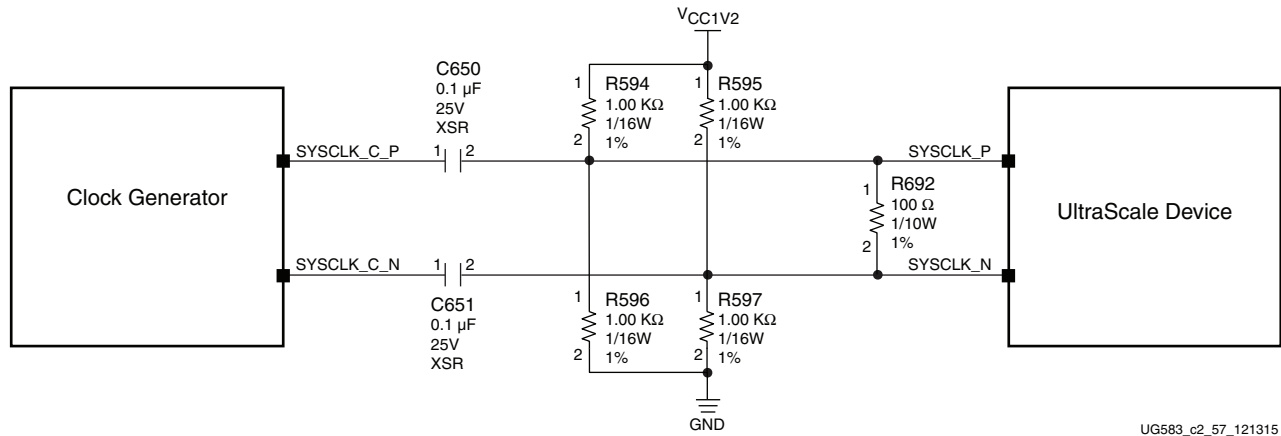 VCC1V2
C650
0.1 µF
25V
XSR
1
R594
1.00 KΩ
1/16W
1%
2
1
R595
1.00 KΩ
1/16W
1%
2
SYSCLK_C_P
1 2
SYSCLK_P
Clock Generator
1
R692
100 Ω
1/10W
1%
2
UltraScale Device
SYSCLK_C_N
1 2
SYSCLK_N
C651
0.1 µF
25V
XSR
1
R596
1.00 KΩ
1/16W
1%
2
1
R597
1.00 KΩ
1/16W
1%
2
GND
UG583_c2_57_121315